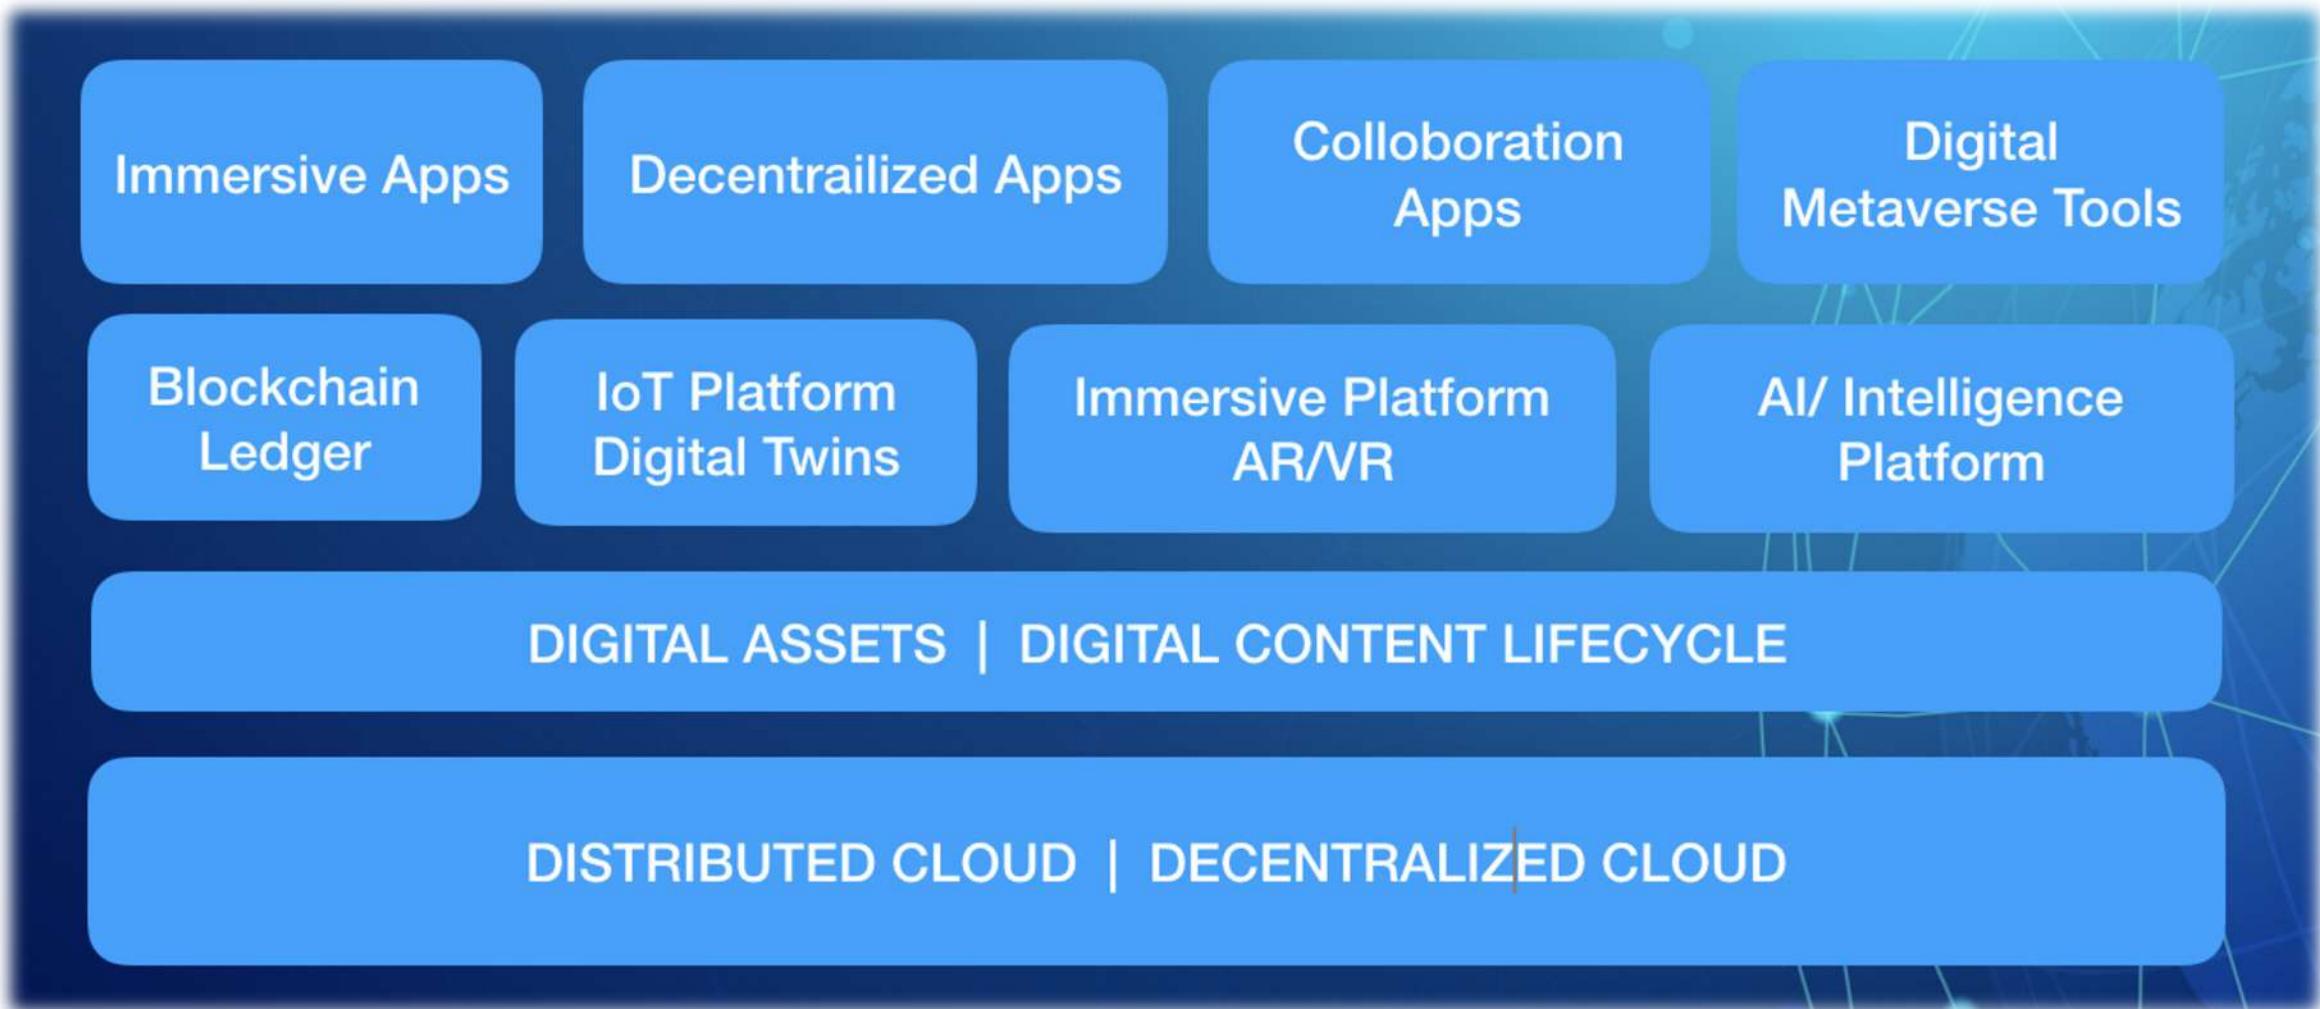 Immersive Apps
Decentrailized Apps
Colloboration
Apps
Digital
Metaverse Tools
Blockchain
Ledger
IoT Platform
Digital Twins
Immersive Platform
AR/VR
AI/ Intelligence
Platform
DIGITAL ASSETS | DIGITAL CONTENT LIFECYCLE
DISTRIBUTED CLOUD | DECENTRALIZED CLOUD